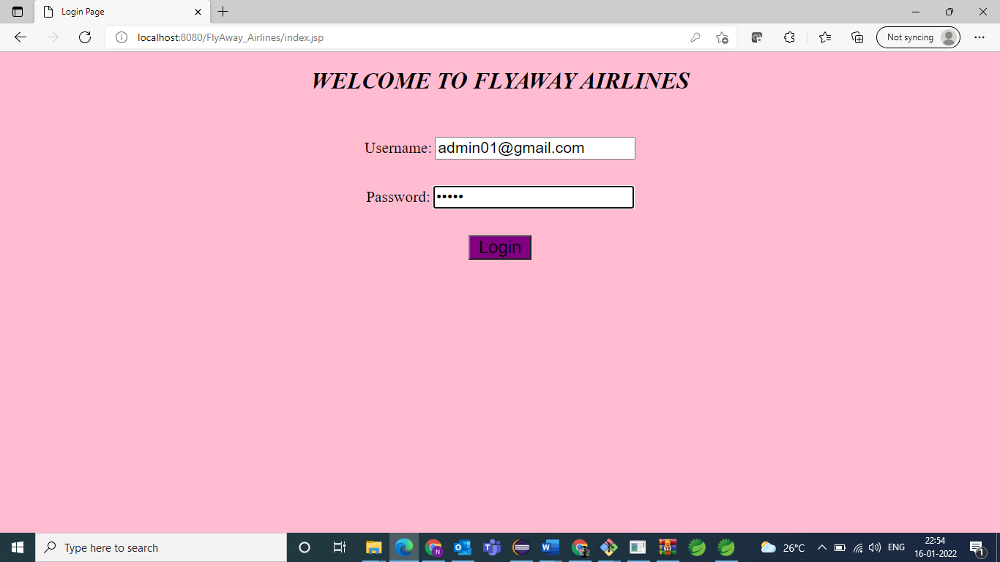 Login Page
localhost:8080/FlyAway_Airlines/index.jsp
Not syncing
WELCOME TO FLYAWAY AIRLINES
Username: admin01@gmail.com
Password: •••••
Login
Type here to search
26°C
ENG
22:54
16-01-2022
1